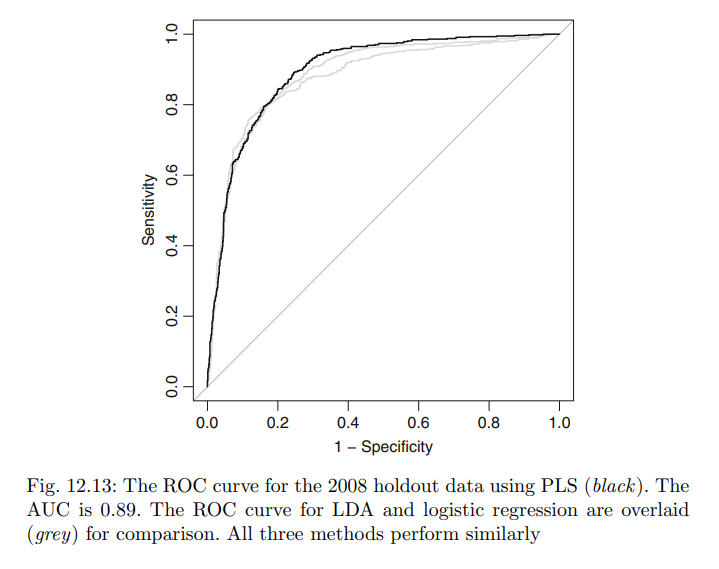 1.0
0.8
0.6
0.4
0.2
0.0
Sensitivity
0.0 0.2 0.4 0.6 0.8 1.0
1 − Specificity
Fig. 12.13: The ROC curve for the 2008 holdout data using PLS (black). The
AUC is 0.89. The ROC curve for LDA and logistic regression are overlaid
(grey) for comparison. All three methods perform similarly